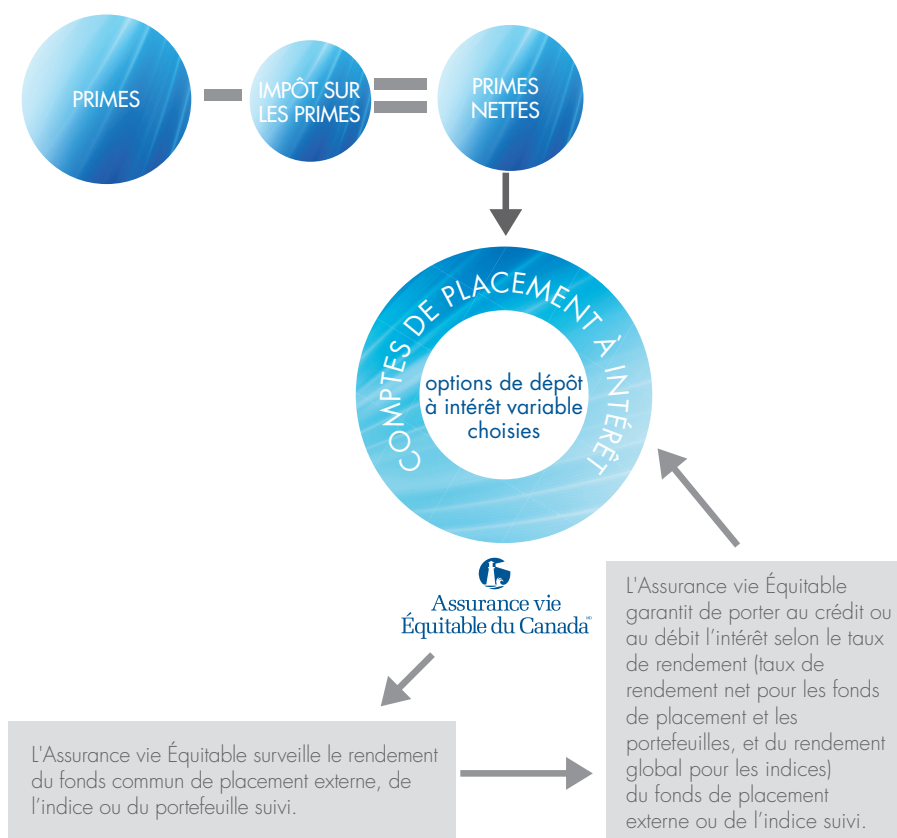 PRIMES
IMPÔT SUR
LES PRIMES
PRIMES
NETTES
COMPTES DE PLACEMENT À INTÉRÊT
options de dépôt
à intérêt variable
choisies
Assurance vie
Équitable du Canada
L'Assurance vie Équitable
garantit de porter au crédit ou
au débit l’intérêt selon le taux
de rendement (taux de
rendement net pour les fonds
de placement et les
portefeuilles, et du rendement
global pour les indices)
du fonds de placement
externe ou de l’indice suivi.
L'Assurance vie Équitable surveille le rendement
du fonds commun de placement externe, de
l’indice ou du portefeuille suivi.